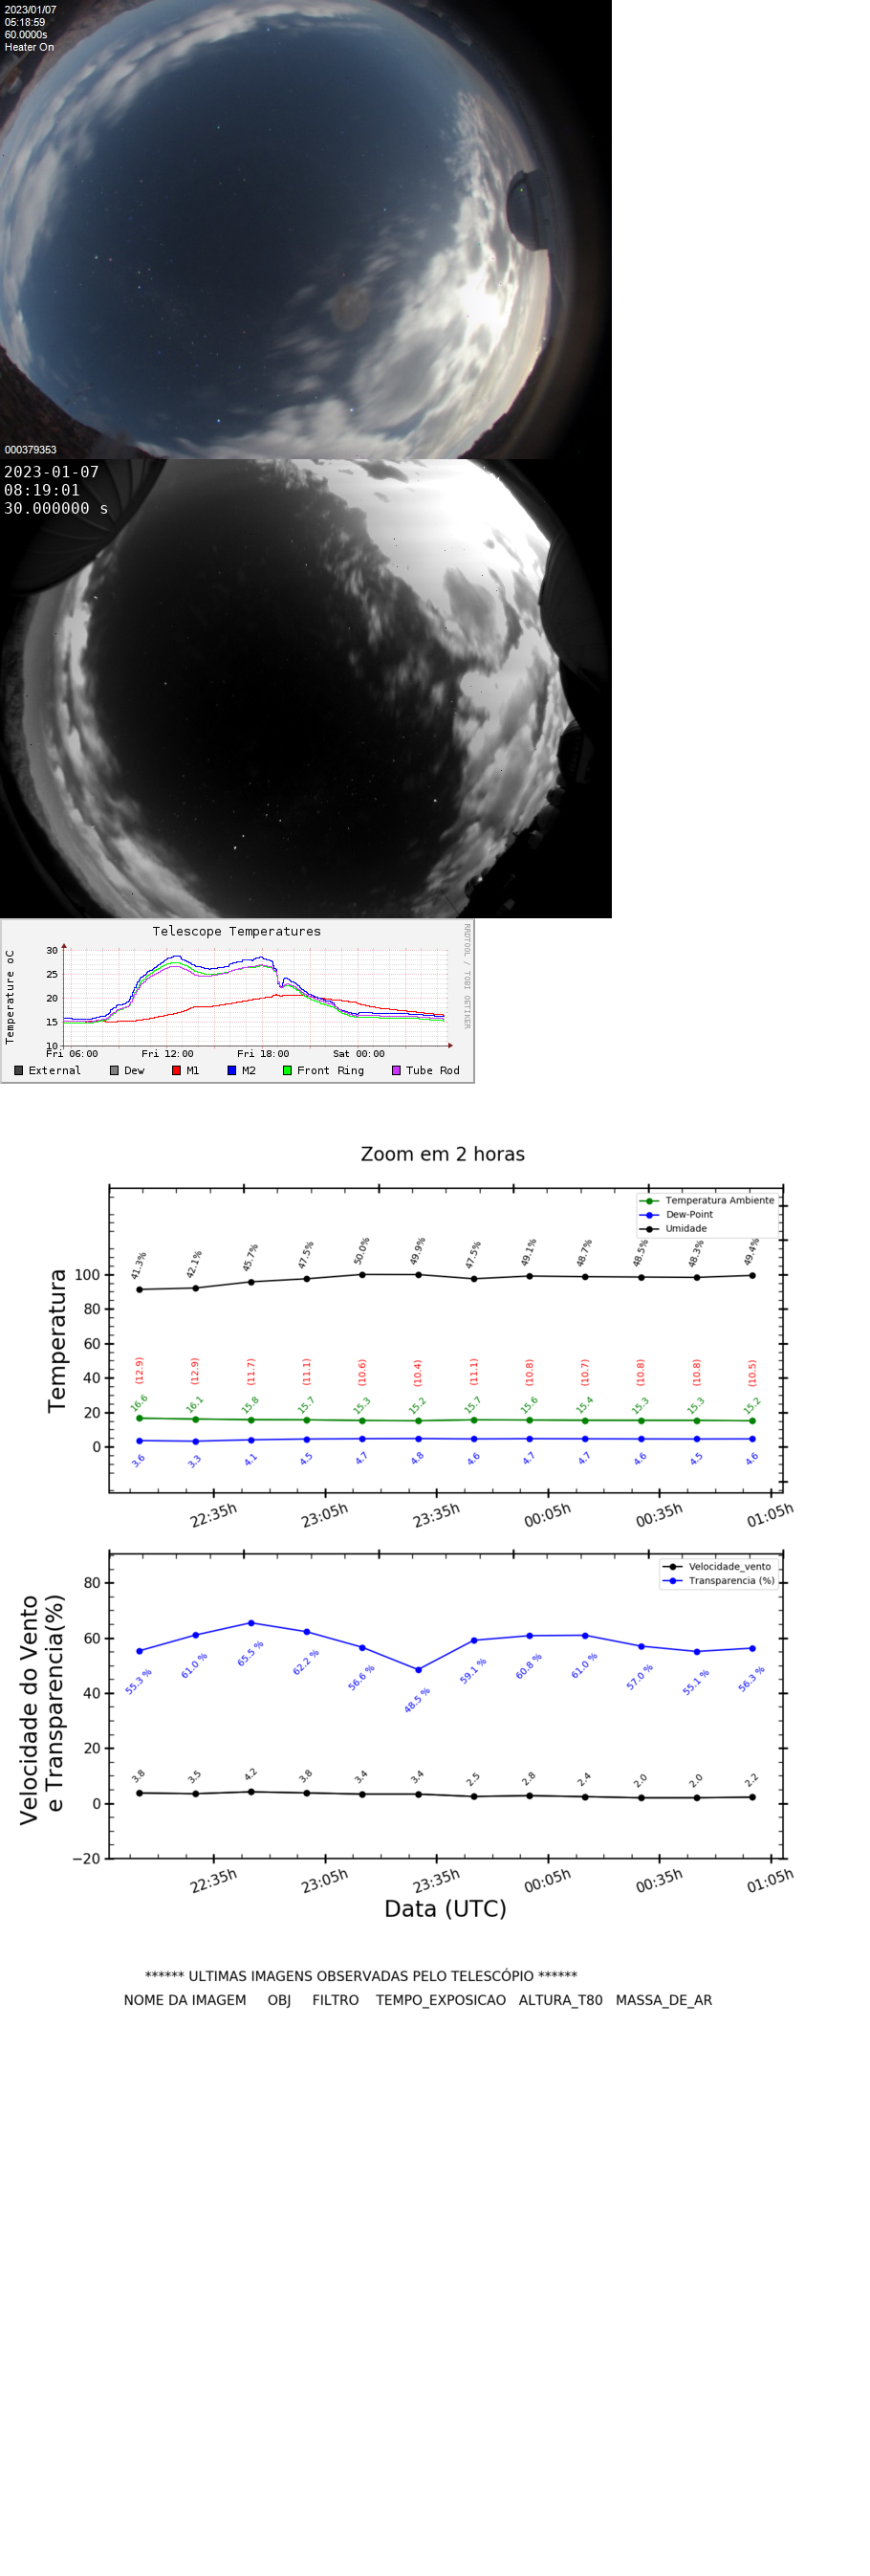 2023/01/07
05:18:59
60.0000s
Heater On
000379353
2023-01-07
08:19:01
30.000000 s
Telescope Temperatures
RRDTOOL / TOBI OETIKER
Temperature oC
30
25
20
15
10
Fri 06:00 Fri 12:00 Fri 18:00 Sat 00:00
External Dew M1 M2 Front Ring Tube Rod
Zoom em 2 horas
Temperatura Ambiente
Dew-Point
Umidade
Temperatura
100
80
60
40
20
0
41.3% 42.1% 45.7% 47.5% 50.0% 49.9% 47.5% 49.1% 48.7% 48.5% 48.3% 49.4%
(12.9) (12.9) (11.7) (11.1) (10.6) (10.4) (11.1) (10.8) (10.7) (10.8) (10.8) (10.5)
16.6 16.1 15.8 15.7 15.3 15.2 15.7 15.6 15.4 15.3 15.3 15.2
3.6 3.3 4.1 4.5 4.7 4.8 4.6 4.7 4.7 4.6 4.5 4.6
22:35h 23:05h 23:35h 00:05h 00:35h 01:05h
Velocidade_vento
Transparencia (%)
Velocidade do Vento
e Transparencia(%)
80
60
40
20
0
−20
55.3 % 61.0 % 65.5 % 62.2 % 56.6 % 48.5 % 59.1 % 60.8 % 61.0 % 57.0 % 55.1 % 56.3 %
3.8 3.5 4.2 3.8 3.4 3.4 2.5 2.8 2.4 2.0 2.0 2.2
22:35h 23:05h 23:35h 00:05h 00:35h 01:05h
Data (UTC)
****** ULTIMAS IMAGENS OBSERVADAS PELO TELESCÓPIO ******
NOME DA IMAGEM OBJ FILTRO TEMPO_EXPOSICAO ALTURA_T80 MASSA_DE_AR